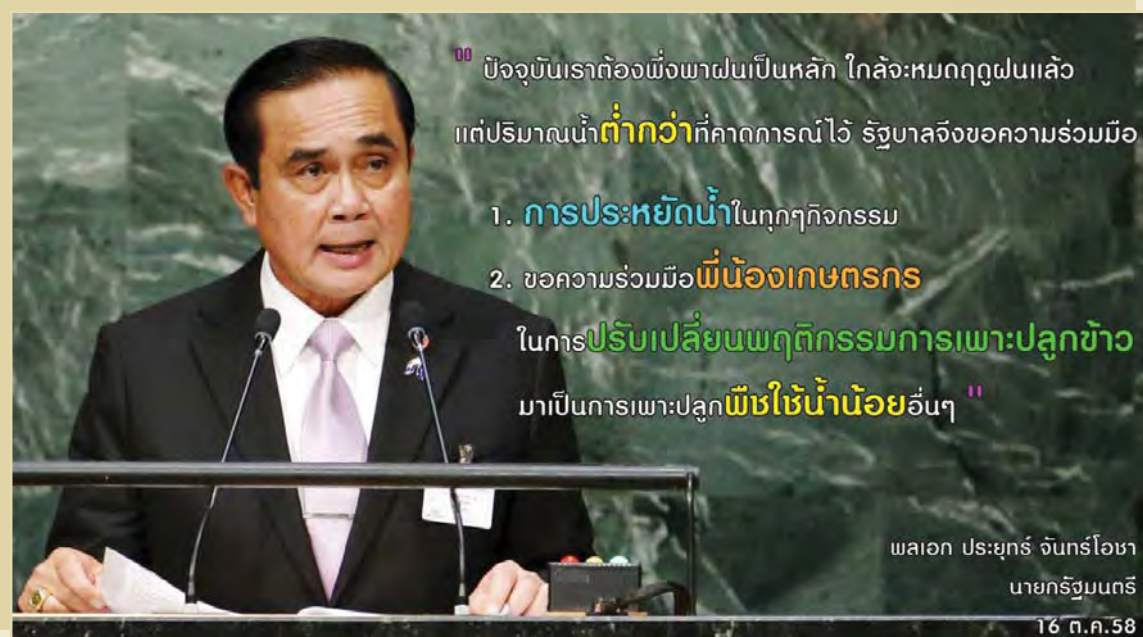 " ปัจจุบันเราต้องพึ่งพาฝนเป็นหลัก ใกล้จะหมดฤดูฝนแล้ว
แต่ปริมาณน้ำต่ำกว่าที่คาดการณ์ไว้ รัฐบาลจึงขอความร่วมมือ
1. การประหยัดน้ำในทุกๆกิจกรรม
2. ขอความร่วมมือพี่น้องเกษตรกร
ในการปรับเปลี่ยนพฤติกรรมการเพาะปลูกข้าว
มาเป็นการเพาะปลูกพืชใช้น้ำน้อยอื่นๆ "
พลเอก ประยุทธ์ จันทร์โอชา
นายกรัฐมนตรี
16 ต.ค.58